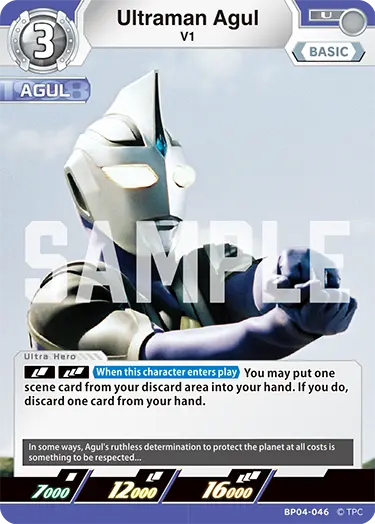 3
Ultraman Agul
V1
U
BASIC
AGUL
SAMPLE
Ultra Hero
When this character enters play You may put one
scene card from your discard area into your hand. If you do,
discard one card from your hand.
In some ways, Agul's ruthless determination to protect the planet at all costs is
something to be respected...
7000
12000
16000
BP04-046 © TPC